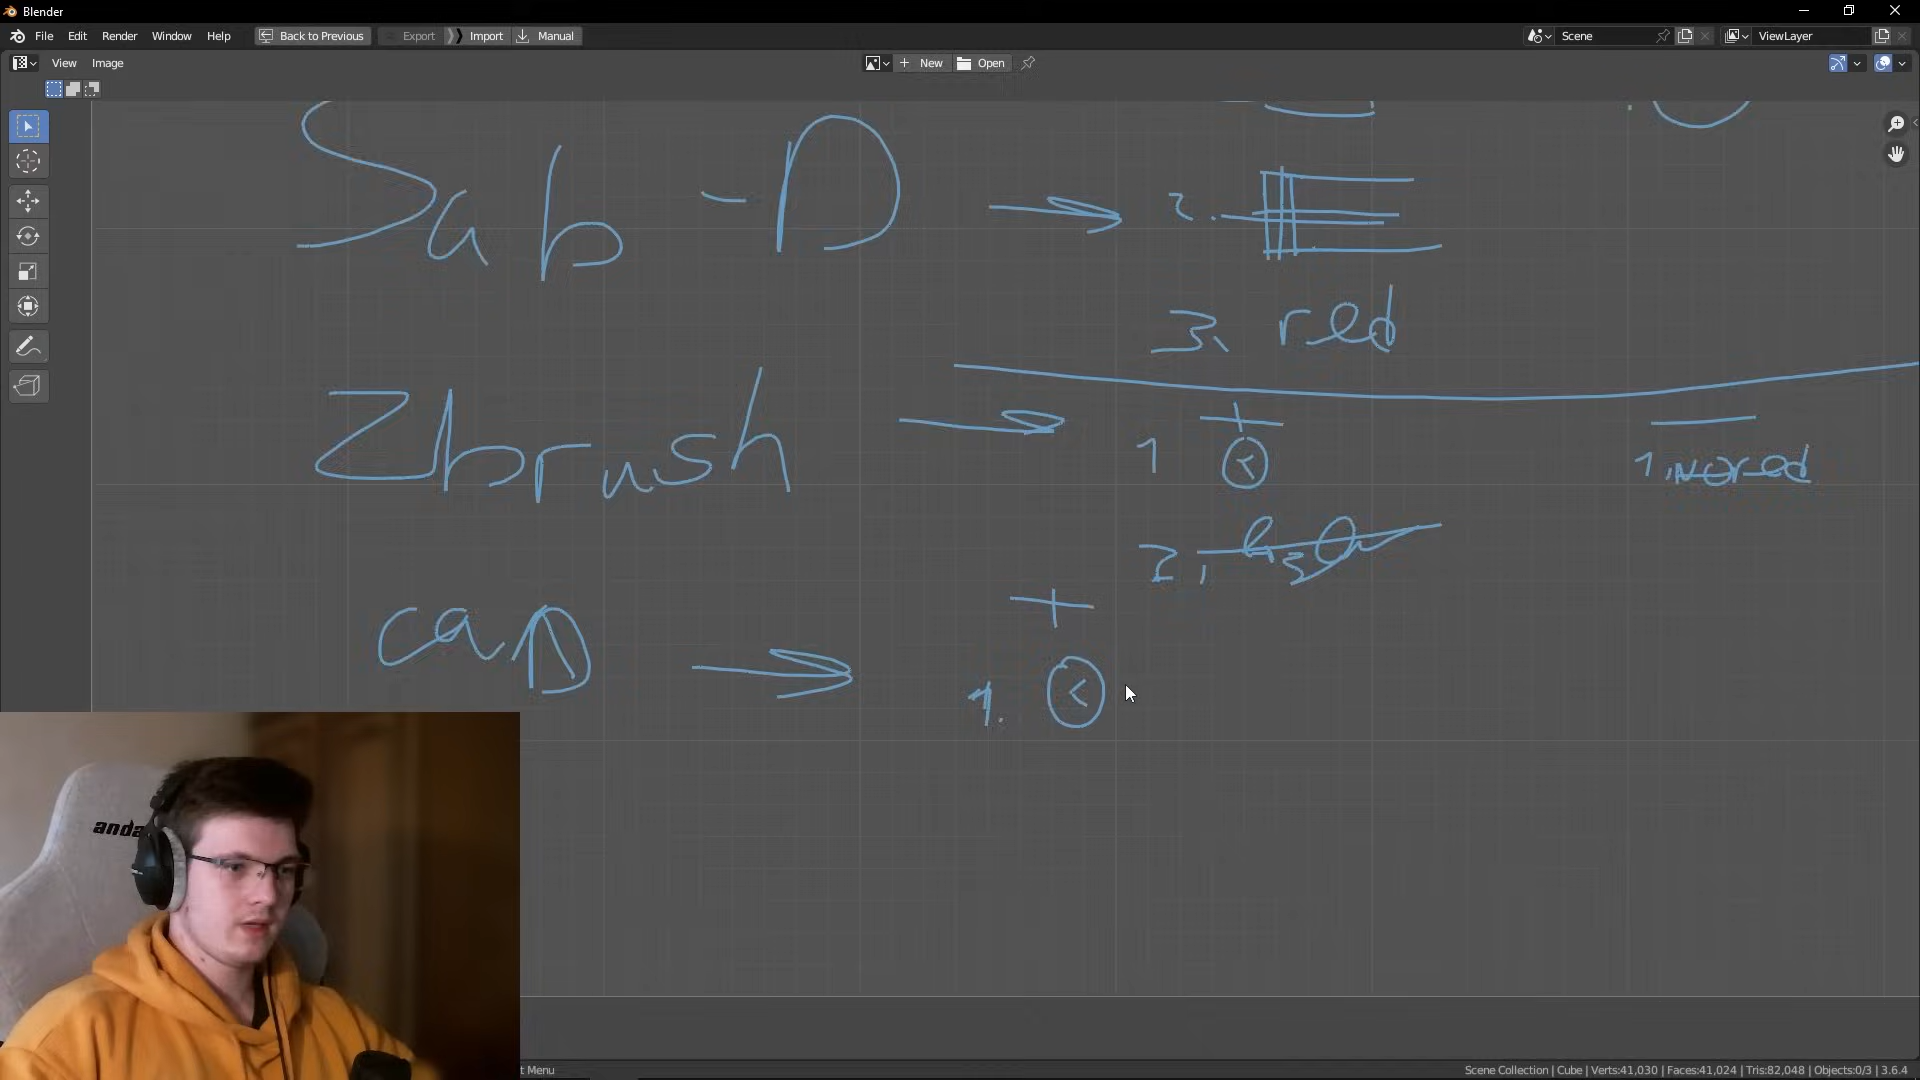 Blender
File Edit Render Window Help Back to Previous Export Import Manual Scene ViewLayer
View Image New Open
Sub-D
2.
3. red
Zbrush
1
1. no red
2.
CAD
1.
anda
t Menu
Scene Collection | Cube | Verts:41,030 | Faces:41,024 | Tris:82,048 | Objects:0/3 | 3.6.4